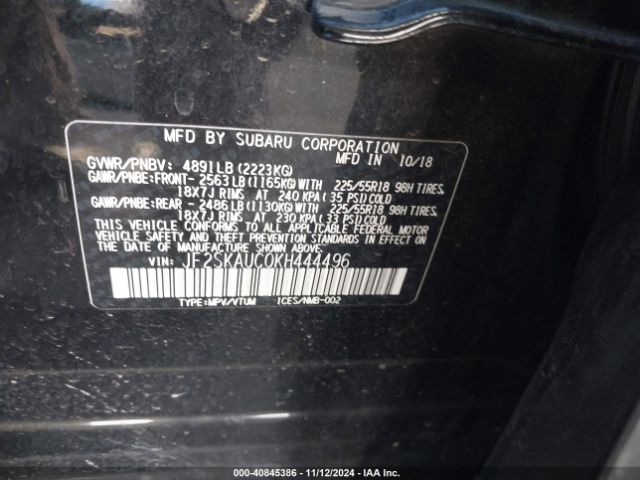 MFD BY SUBARU CORPORATION
GVWR/PNBV: 4891LB(2223KG) MFD IN 10/18
GAWR/PNBE:FRONT- 2563LB(1165KG)WITH 225/55R18 98H TIRES,
18X7J RIMS AT 240 KPA(35 PSI)COLD
GAWR/PNBE:REAR - 2486LB(1130KG)WITH 225/55R18 98H TIRES,
18X7J RIMS AT 230 KPA(33 PSI)COLD
THIS VEHICLE CONFORMS TO ALL APPLICABLE FEDERAL MOTOR
VEHICLE SAFETY AND THEFT PREVENTION STANDARDS IN EFFECT ON
THE DATE OF MANUFACTURE SHOWN ABOVE.
VIN: JF2SKAUC0KH444496
TYPE:MPV/VTUM ICES/NMB-002
000-40845386 - 11/12/2024 - IAA Inc.